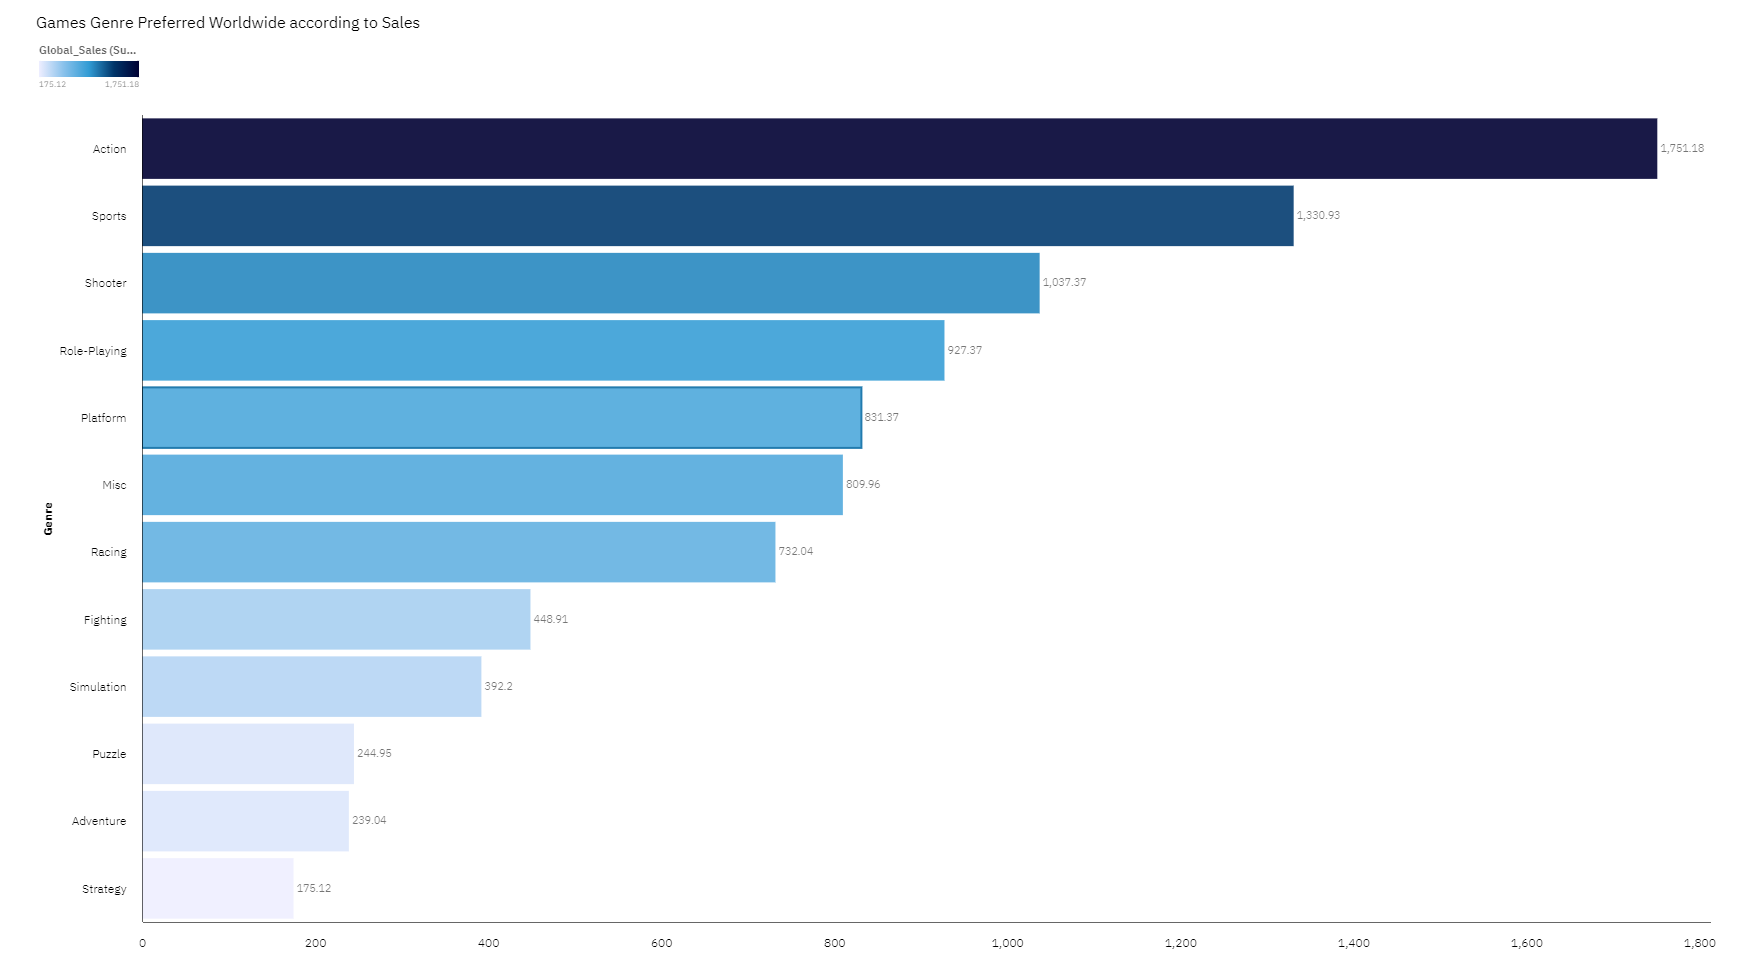 Games Genre Preferred Worldwide according to Sales
Global_Sales (Su...
175.12 1,751.18
Action 1,751.18
Sports 1,330.93
Shooter 1,037.37
Role-Playing 927.37
Platform 831.37
Misc 809.96
Genre
Racing 732.04
Fighting 448.91
Simulation 392.2
Puzzle 244.95
Adventure 239.04
Strategy 175.12
0 200 400 600 800 1,000 1,200 1,400 1,600 1,800